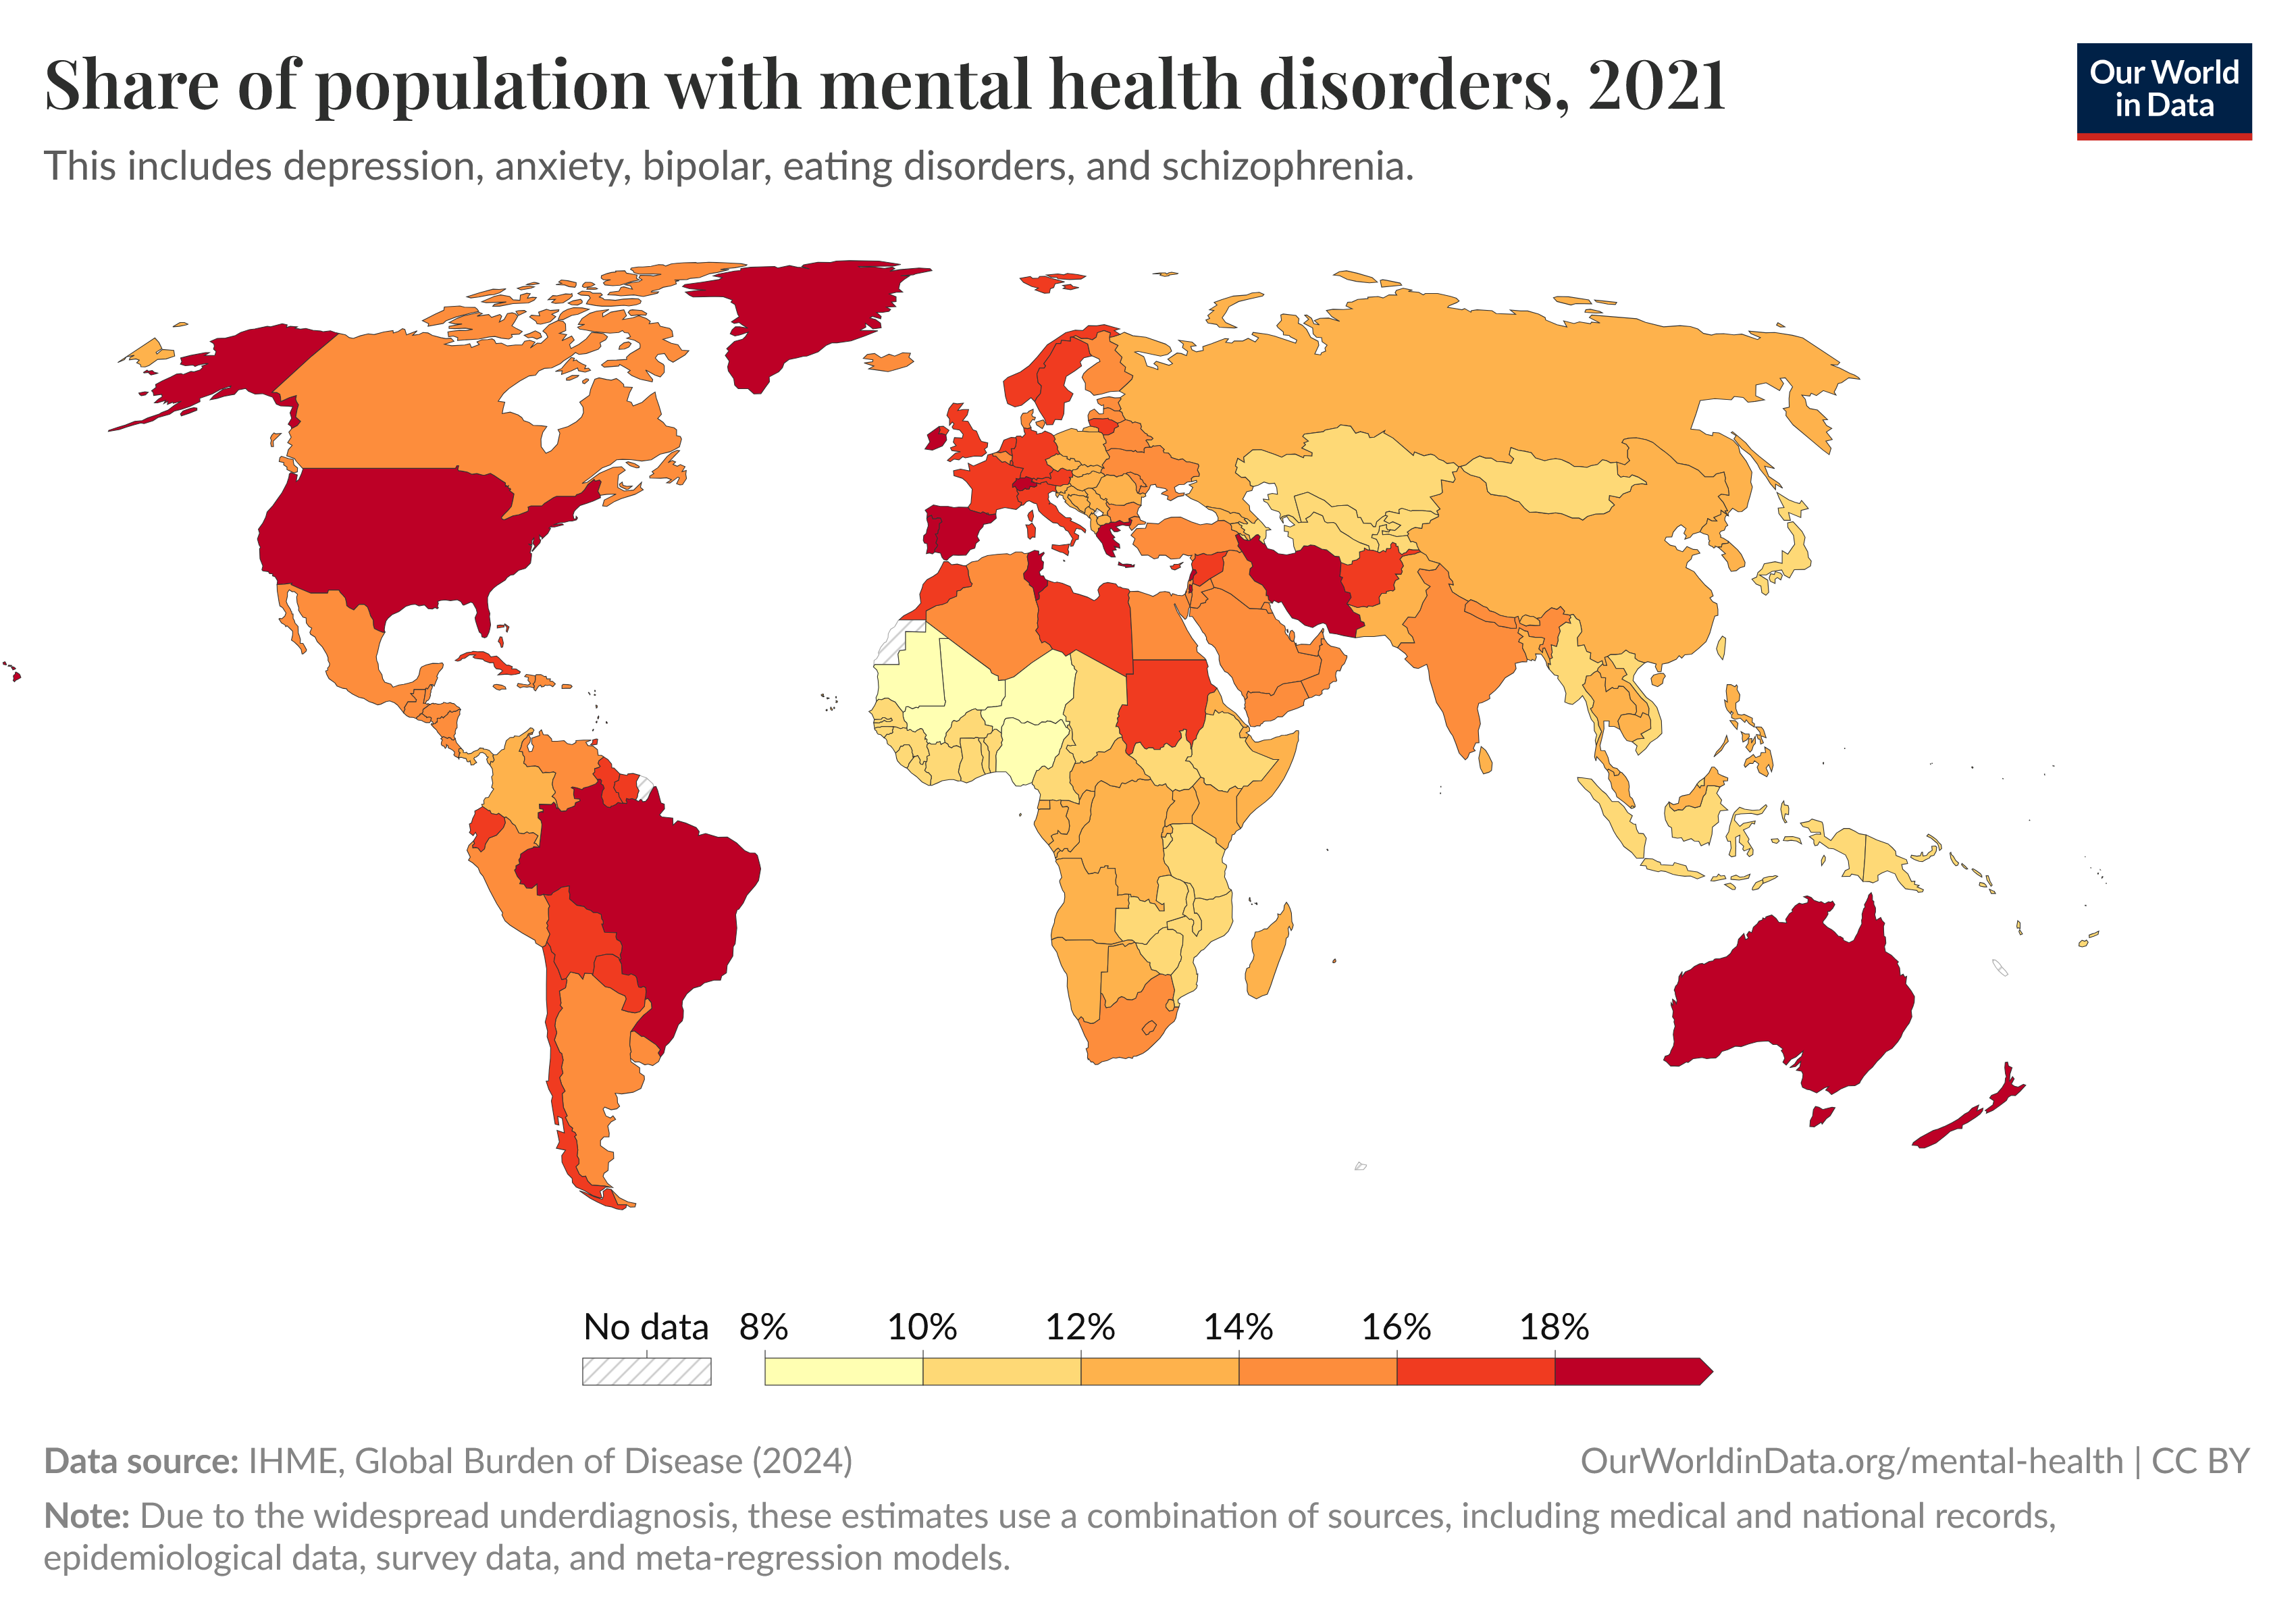 Share of population with mental health disorders, 2021
Our World
in Data
This includes depression, anxiety, bipolar, eating disorders, and schizophrenia.
No data 8% 10% 12% 14% 16% 18%
Data source: IHME, Global Burden of Disease (2024)
OurWorldinData.org/mental-health | CC BY
Note: Due to the widespread underdiagnosis, these estimates use a combination of sources, including medical and national records,
epidemiological data, survey data, and meta-regression models.